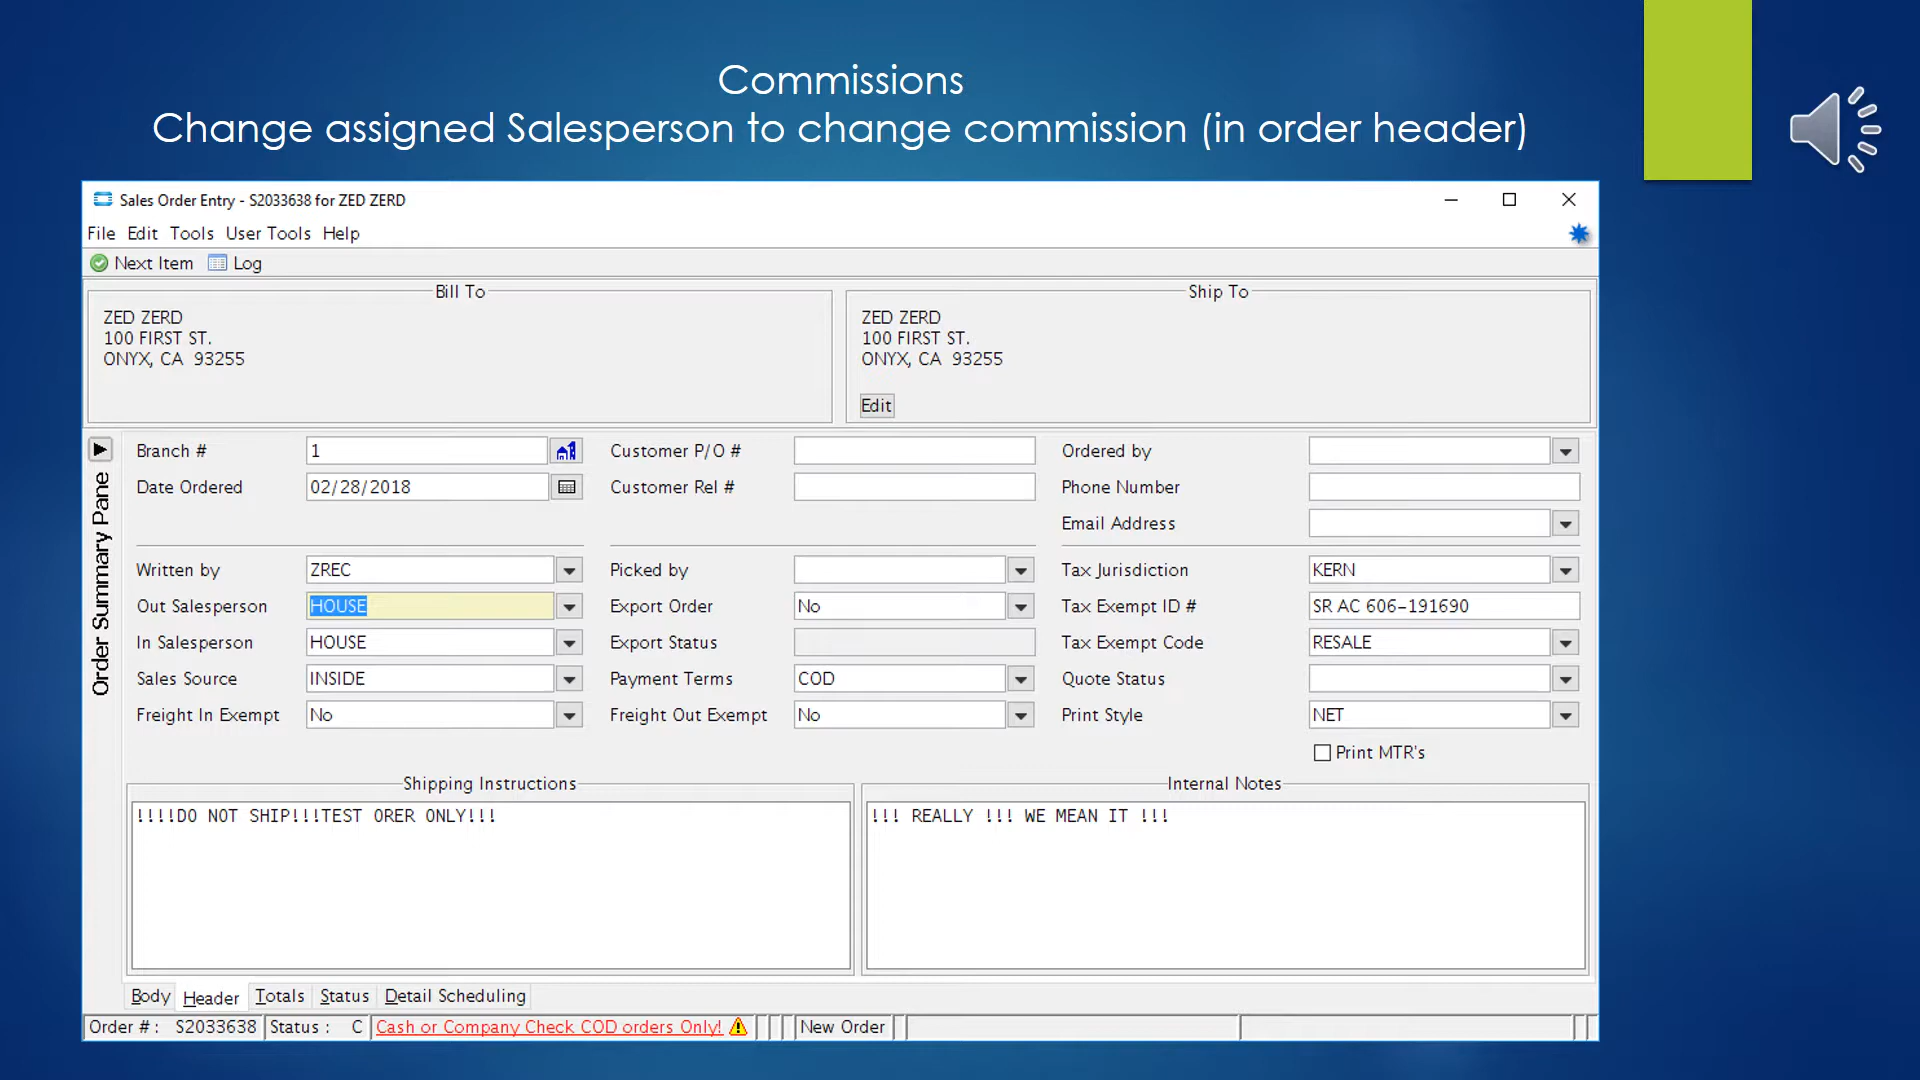 Commissions
Change assigned Salesperson to change commission (in order header)
Sales Order Entry - S2033638 for ZED ZERD
File Edit Tools User Tools Help
Next Item Log
Bill To
ZED ZERD
100 FIRST ST.
ONYX, CA 93255
Ship To
ZED ZERD
100 FIRST ST.
ONYX, CA 93255
Edit
Order Summary Pane
Branch # 1 Customer P/O # Ordered by
Date Ordered 02/28/2018 Customer Rel # Phone Number
Email Address
Written by ZREC Picked by Tax Jurisdiction KERN
Out Salesperson HOUSE Export Order No Tax Exempt ID # SR AC 606-191690
In Salesperson HOUSE Export Status Tax Exempt Code RESALE
Sales Source INSIDE Payment Terms COD Quote Status
Freight In Exempt No Freight Out Exempt No Print Style NET
Print MTR's
Shipping Instructions
!!!!DO NOT SHIP!!!TEST ORER ONLY!!!
Internal Notes
!!! REALLY !!! WE MEAN IT !!!
Body Header Totals Status Detail Scheduling
Order # : S2033638 Status : C Cash or Company Check COD orders Only! New Order